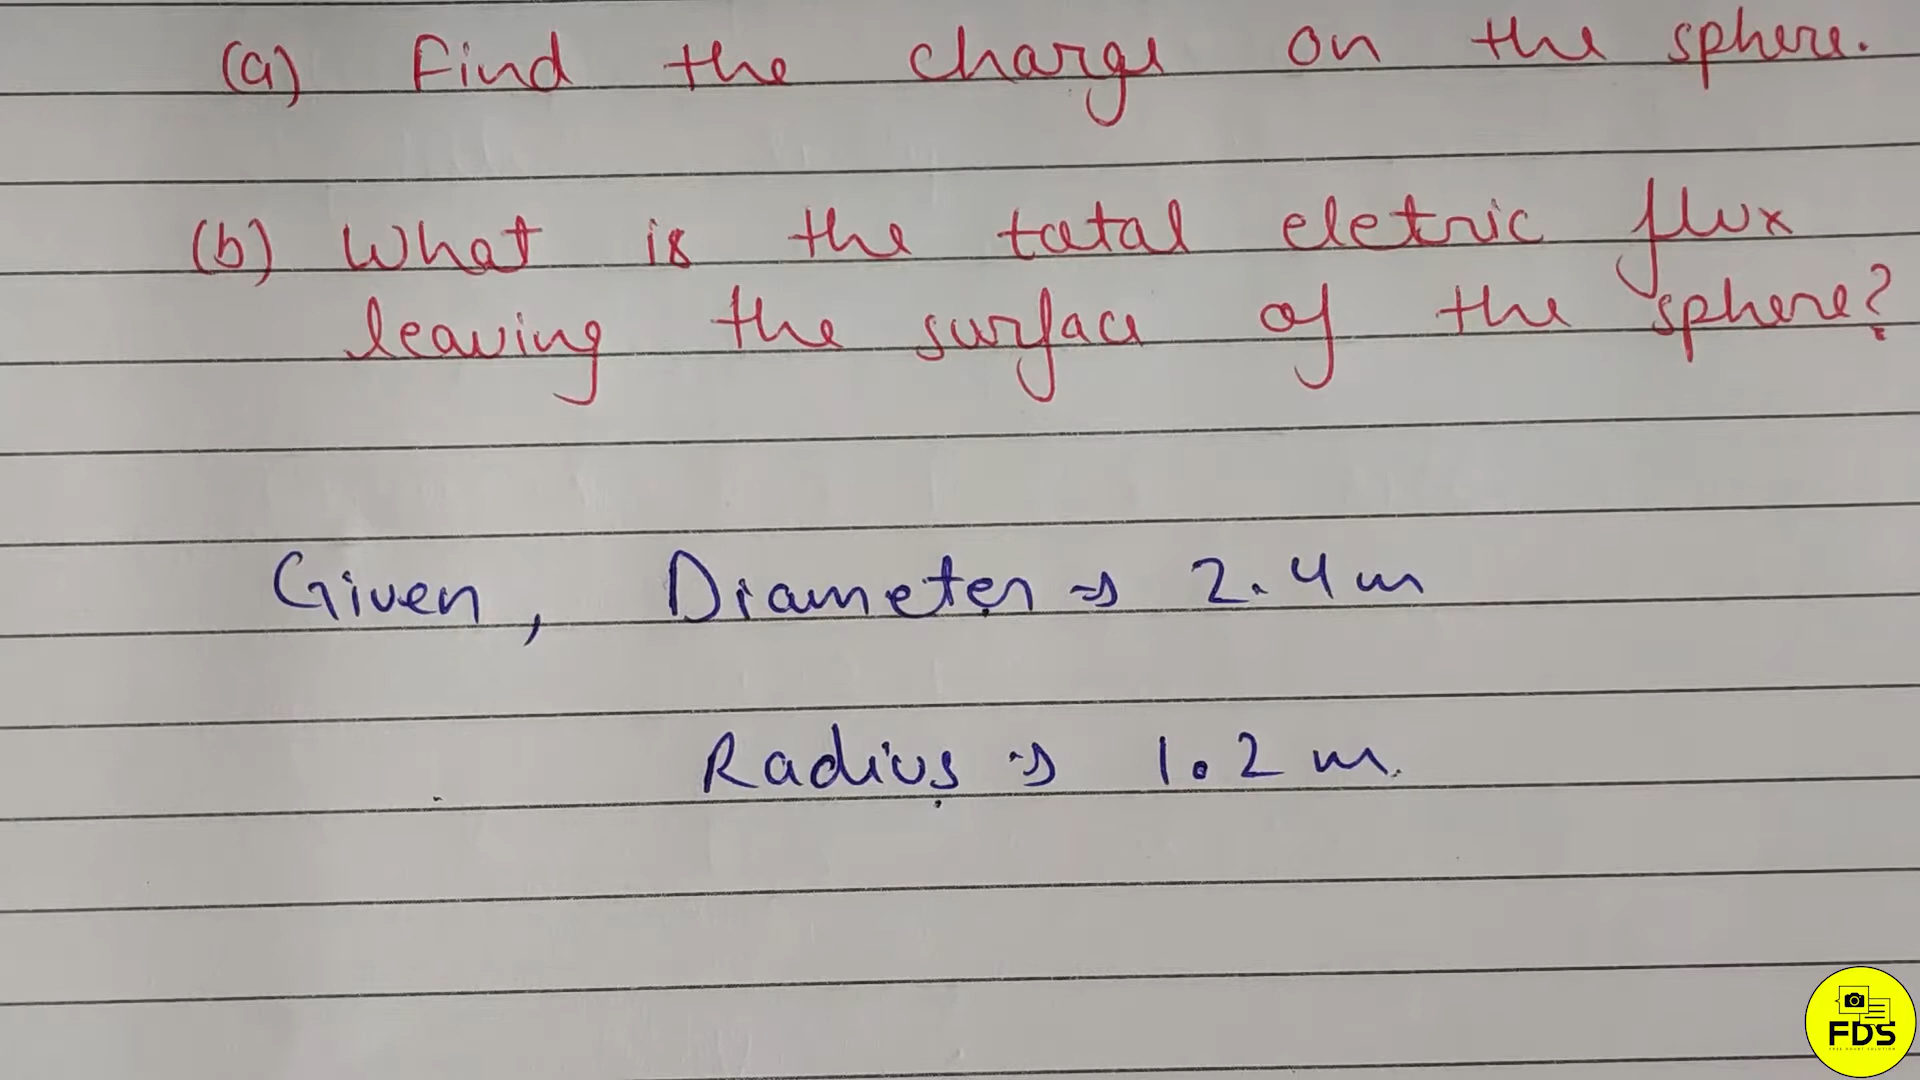 (a) Find the charge on the sphere.
(b) What is the total eletric flux
leaving the surface of the sphere?
Given, Diameter ⇒ 2.4 m
Radius ⇒ 1.2 m.
FDS